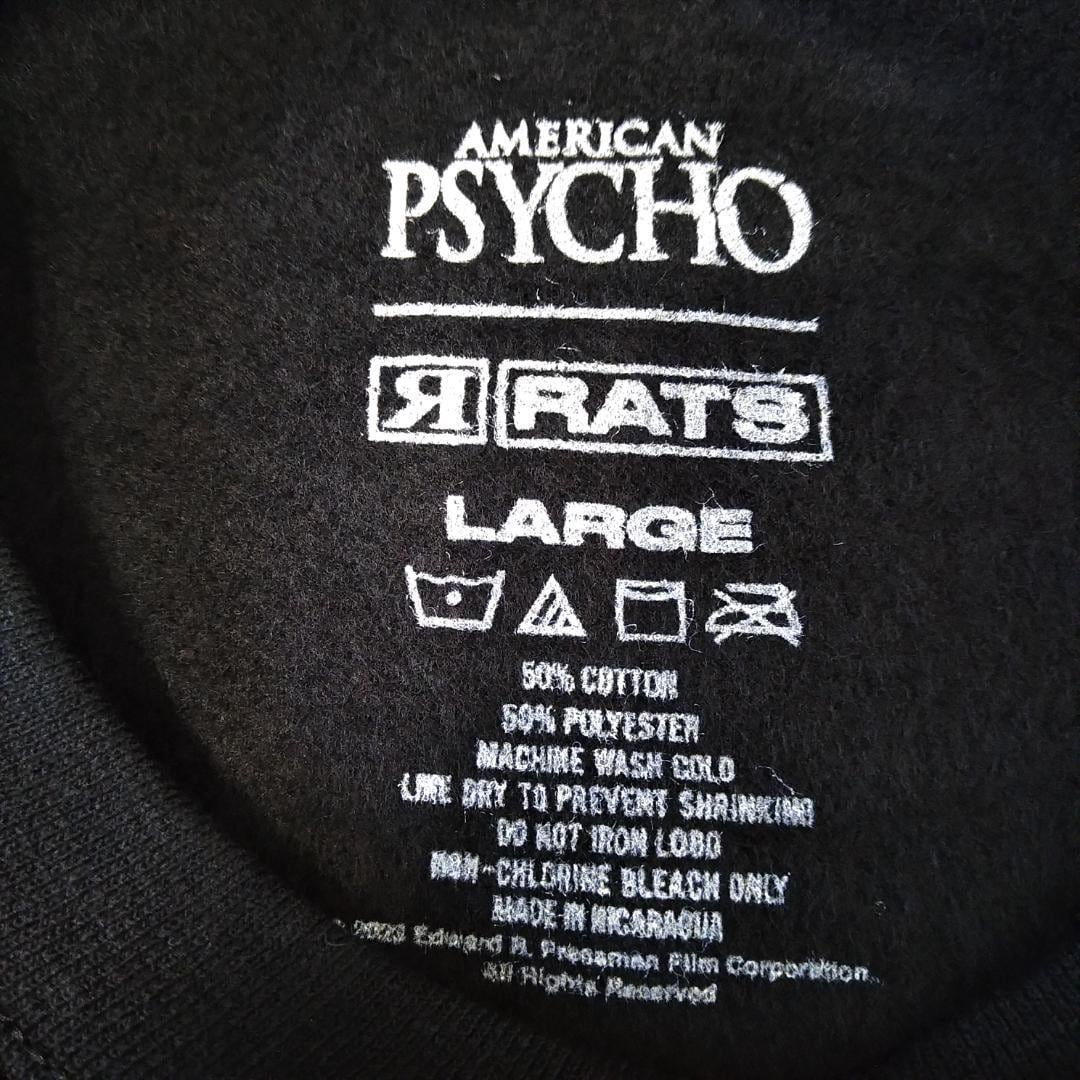 AMERICAN
PSYCHO
Я RATS
LARGE
50% COTTON
50% POLYESTER
MACHINE WASH COLD
LINE DRY TO PREVENT SHRINKING
DO NOT IRON LOGO
NON-CHLORINE BLEACH ONLY
MADE IN NICARAGUA
© 2023 Edward R. Pressman Film Corporation.
All Rights Reserved